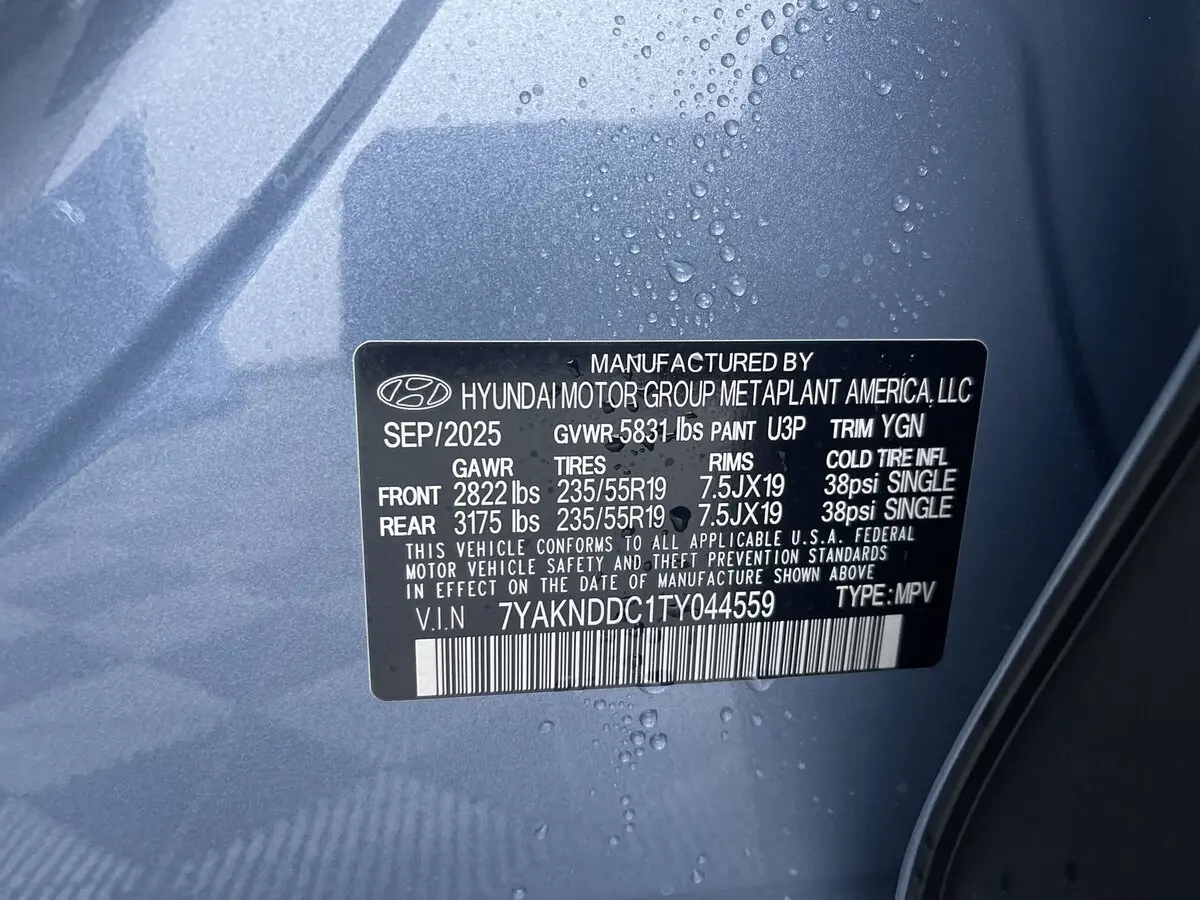 MANUFACTURED BY
HYUNDAI MOTOR GROUP METAPLANT AMERICA, LLC
SEP/2025 GVWR 5831 lbs PAINT U3P TRIM YGN
GAWR TIRES RIMS COLD TIRE INFL
FRONT 2822 lbs 235/55R19 7.5JX19 38psi SINGLE
REAR 3175 lbs 235/55R19 7.5JX19 38psi SINGLE
THIS VEHICLE CONFORMS TO ALL APPLICABLE U.S.A. FEDERAL
MOTOR VEHICLE SAFETY AND THEFT PREVENTION STANDARDS
IN EFFECT ON THE DATE OF MANUFACTURE SHOWN ABOVE
V.I.N 7YAKNDDC1TY044559 TYPE: MPV